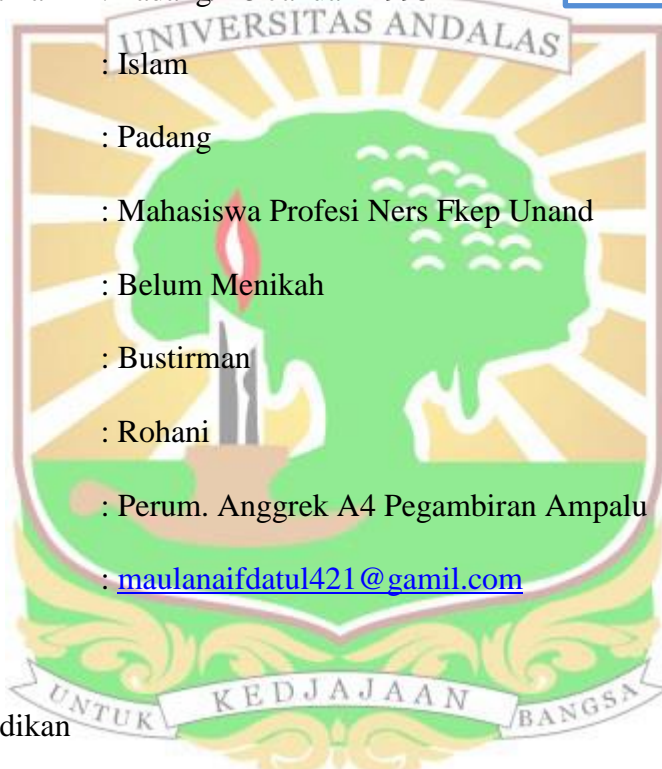 UNIVERSITAS ANDALAS
: Islam
: Padang
: Mahasiswa Profesi Ners Fkep Unand
: Belum Menikah
: Bustirman
: Rohani
: Perum. Anggrek A4 Pegambiran Ampalu
: maulanaifdatul421@gamil.com
UNTUK KEDJAJAAN BANGSA
dikan